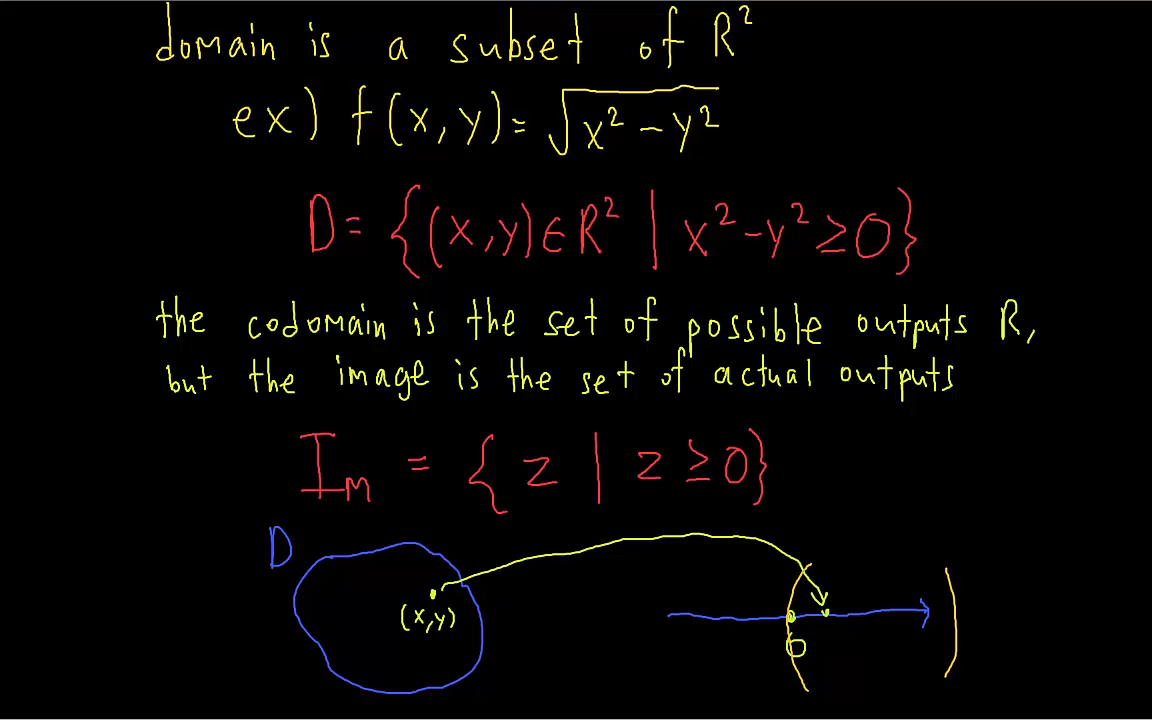 domain is a subset of R²
ex) f(x,y)= √x² - y²
D= {(x,y)∈R² | x²-y² ≥0}
the codomain is the set of possible outputs R,
but the image is the set of actual outputs
Im = { z | z ≥0}
D
(x,y)
0